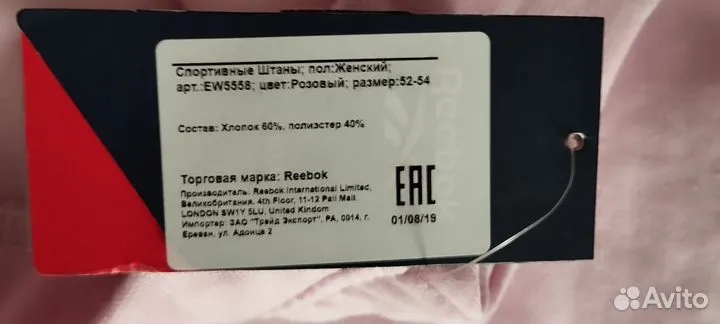 Спортивные Штаны; пол:Женский;
арт.:EW5558; цвет:Розовый; размер:52-54
Состав: Хлопок 60%, полиэстер 40%
Торговая марка: Reebok
Производитель: Reebok International Limited,
Великобритания, 4th Floor, 11-12 Pall Mall,
LONDON SW1Y 5LU, United Kindom
Импортер: ЗАО "Трейд Экспорт", РА, 0014, г.
Ереван, ул. Адонца 2
EAC
01/08/19
Avito